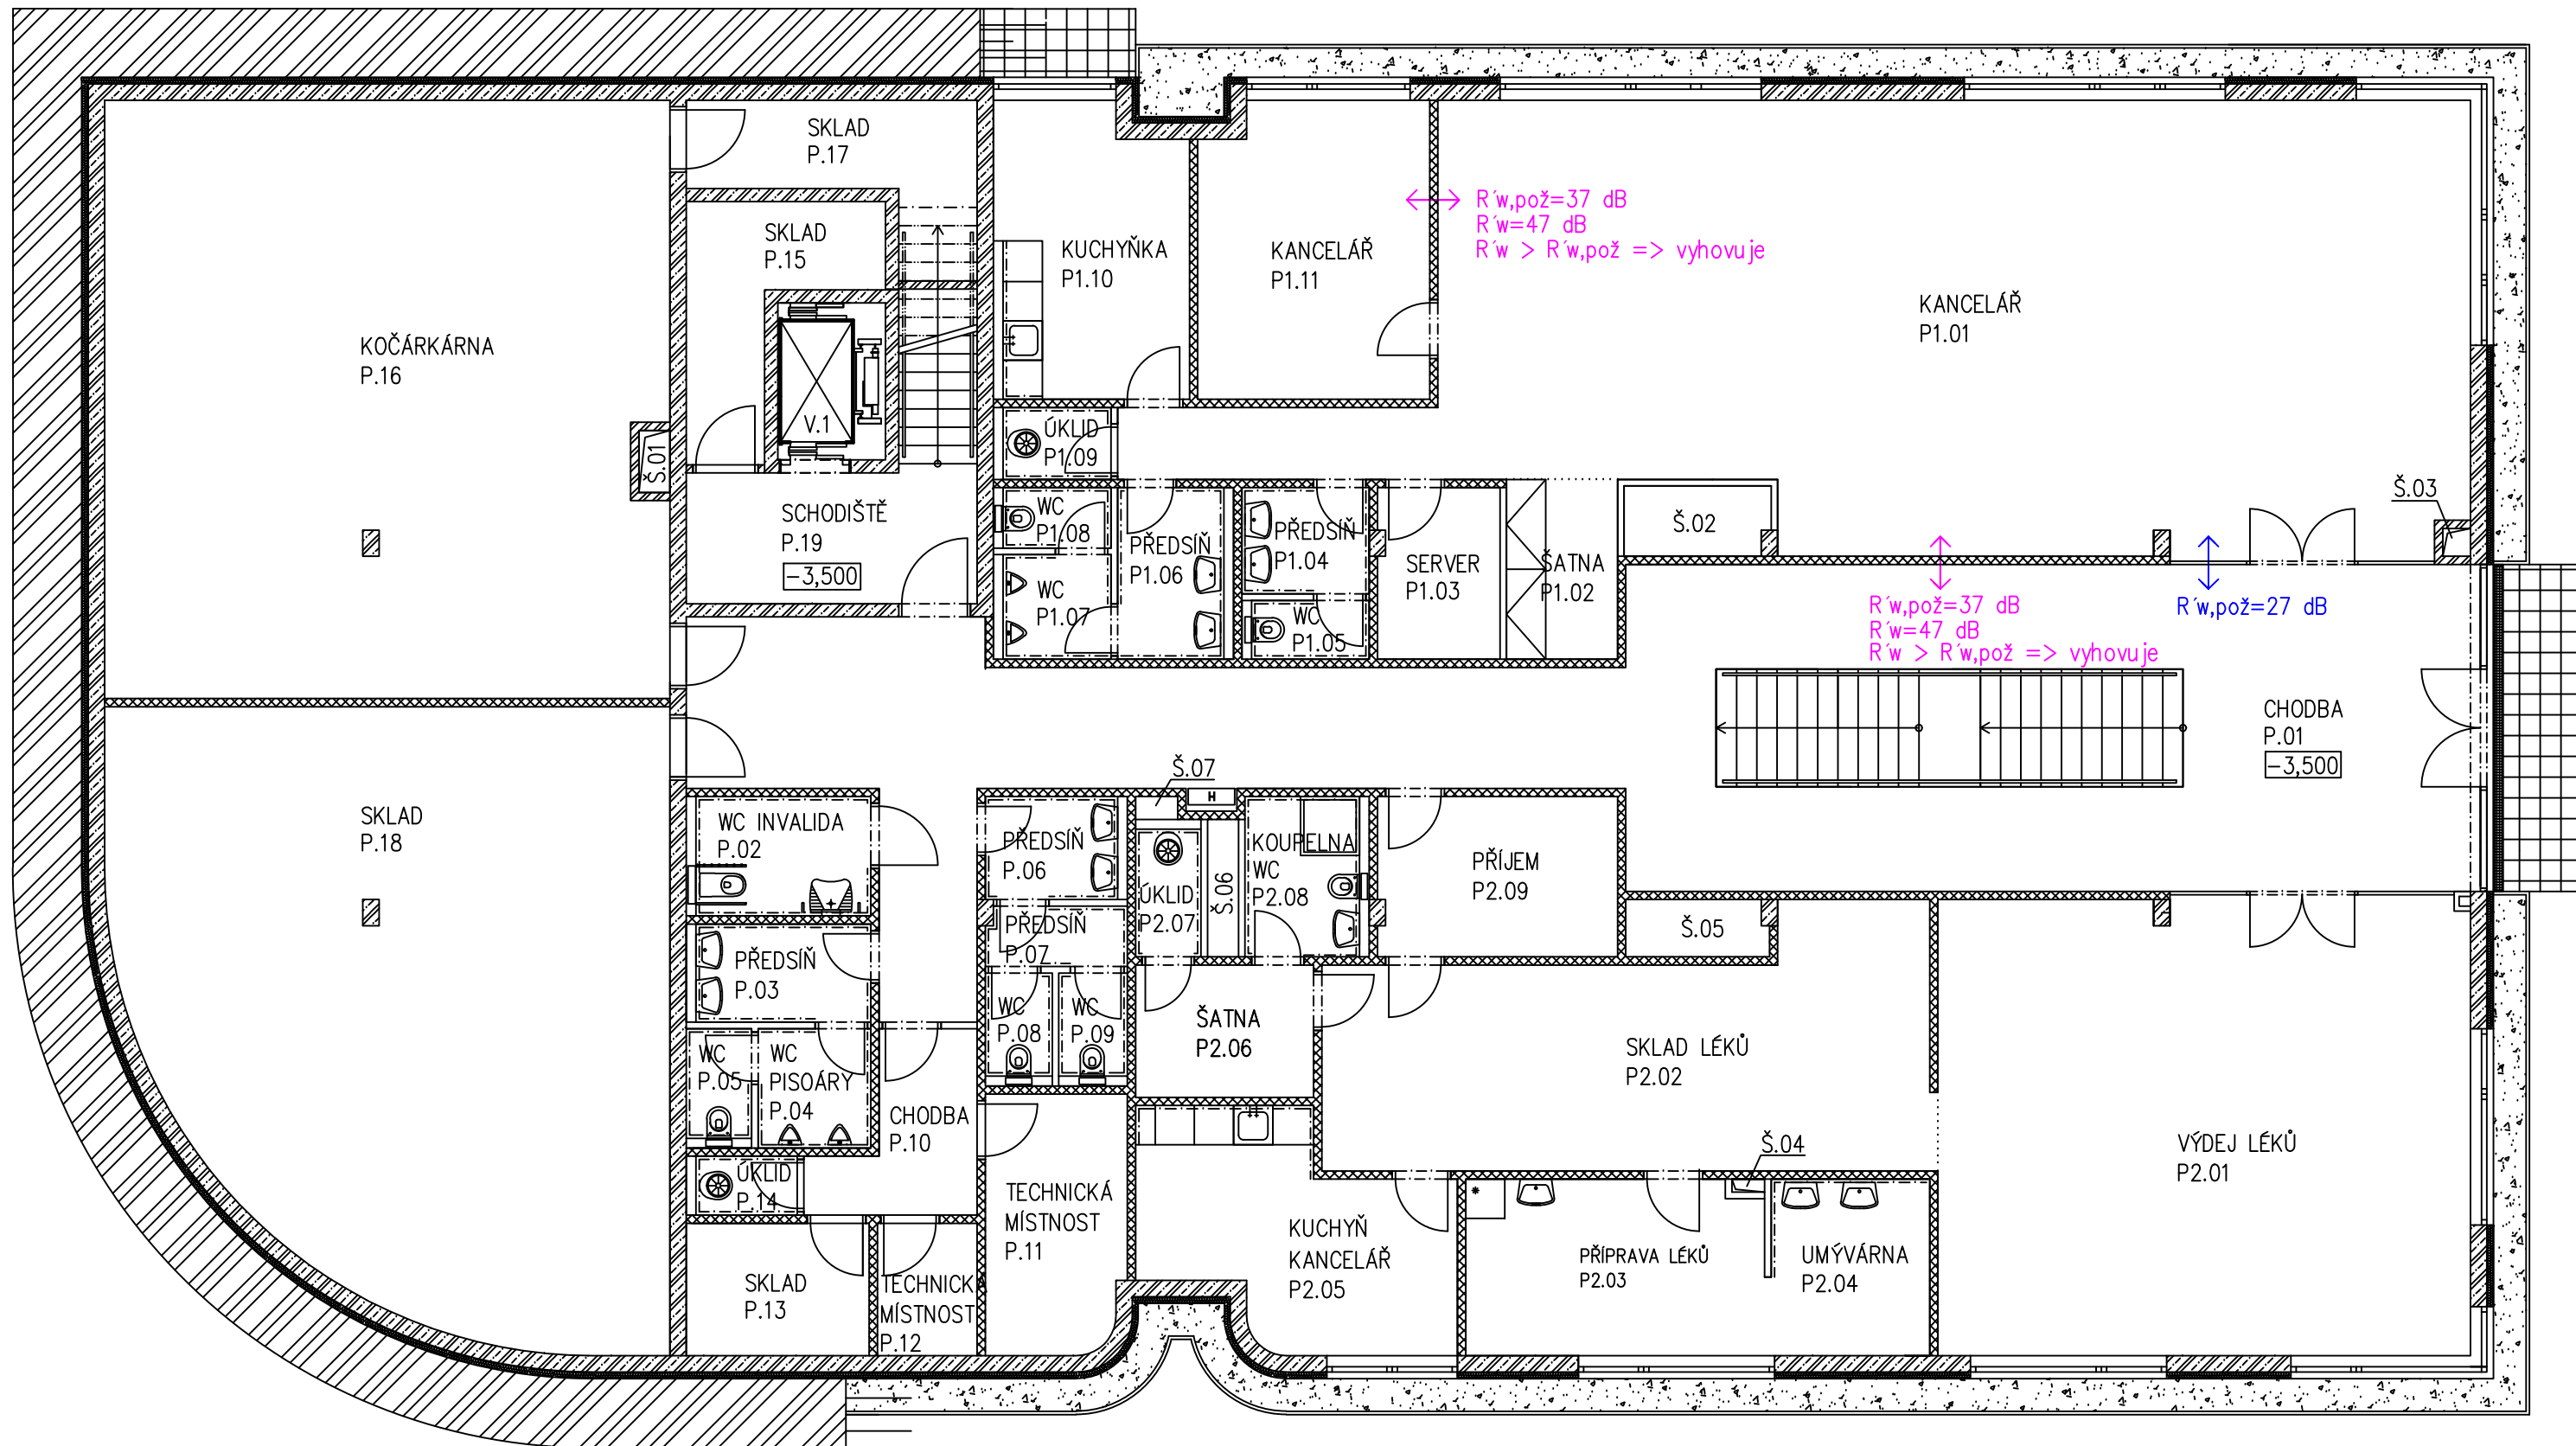 SKLAD
P.17
SKLAD
P.15
KUCHYŇKA
P1.10
KANCELÁŘ
P1.11
R´w,pož=37 dB
R´w=47 dB
R´w > R´w,pož => vyhovuje
KANCELÁŘ
P1.01
KOČÁRKÁRNA
P.16
V.1
Š.01
ÚKLID
P1.09
SCHODIŠTĚ
P.19
-3,500
WC
P1.08
WC
P1.07
PŘEDSÍŇ
P1.06
PŘEDSÍŇ
P1.04
WC
P1.05
SERVER
P1.03
ŠATNA
P1.02
Š.02
Š.03
R´w,pož=37 dB
R´w=47 dB
R´w > R´w,pož => vyhovuje
R´w,pož=27 dB
CHODBA
P.01
-3,500
SKLAD
P.18
WC INVALIDA
P.02
PŘEDSÍŇ
P.03
WC
P.05
WC
PISOÁRY
P.04
ÚKLID
P.14
CHODBA
P.10
SKLAD
P.13
TECHNICKÁ
MÍSTNOST
P.12
PŘEDSÍŇ
P.06
PŘEDSÍŇ
P.07
WC
P.08
WC
P.09
TECHNICKÁ
MÍSTNOST
P.11
Š.07
H
ÚKLID
P2.07
Š.06
KOUPELNA
WC
P2.08
PŘÍJEM
P2.09
Š.05
ŠATNA
P2.06
SKLAD LÉKŮ
P2.02
Š.04
KUCHYŇ
KANCELÁŘ
P2.05
PŘÍPRAVA LÉKŮ
P2.03
UMÝVÁRNA
P2.04
VÝDEJ LÉKŮ
P2.01